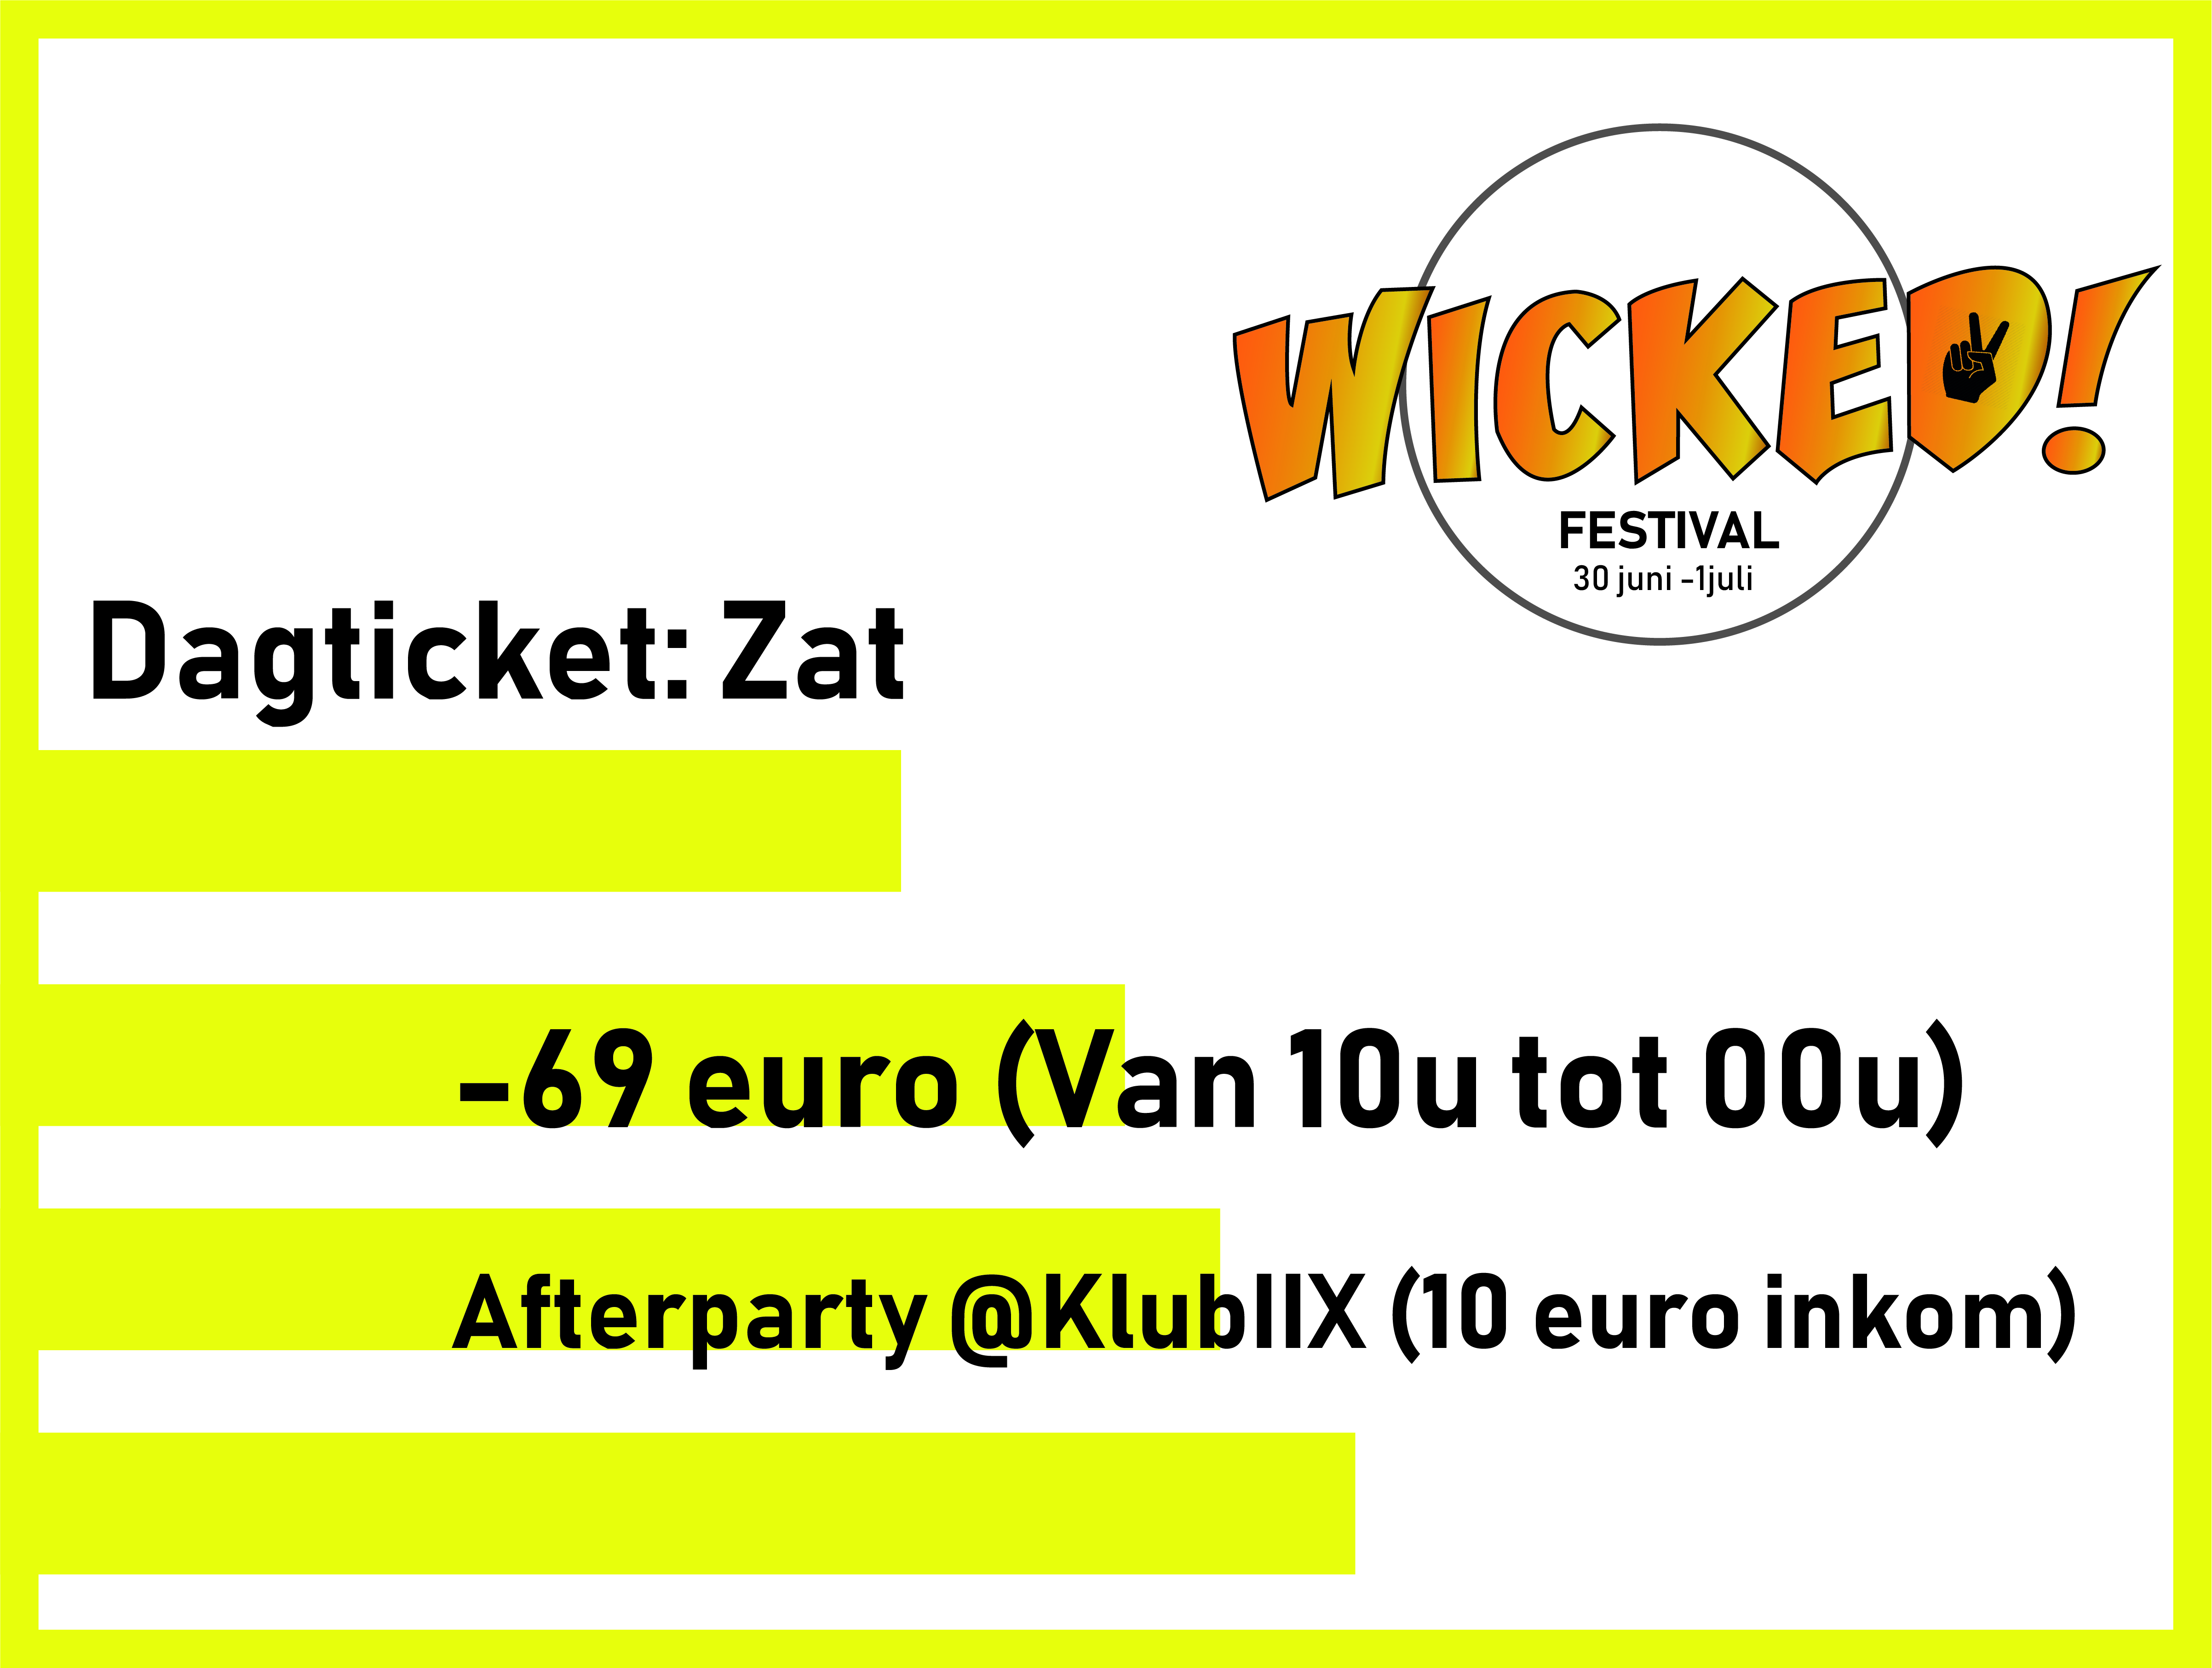 WICKED!
FESTIVAL
30 juni -1juli
Dagticket: Zat
-69 euro (Van 10u tot 00u)
Afterparty @KlubIIX (10 euro inkom)